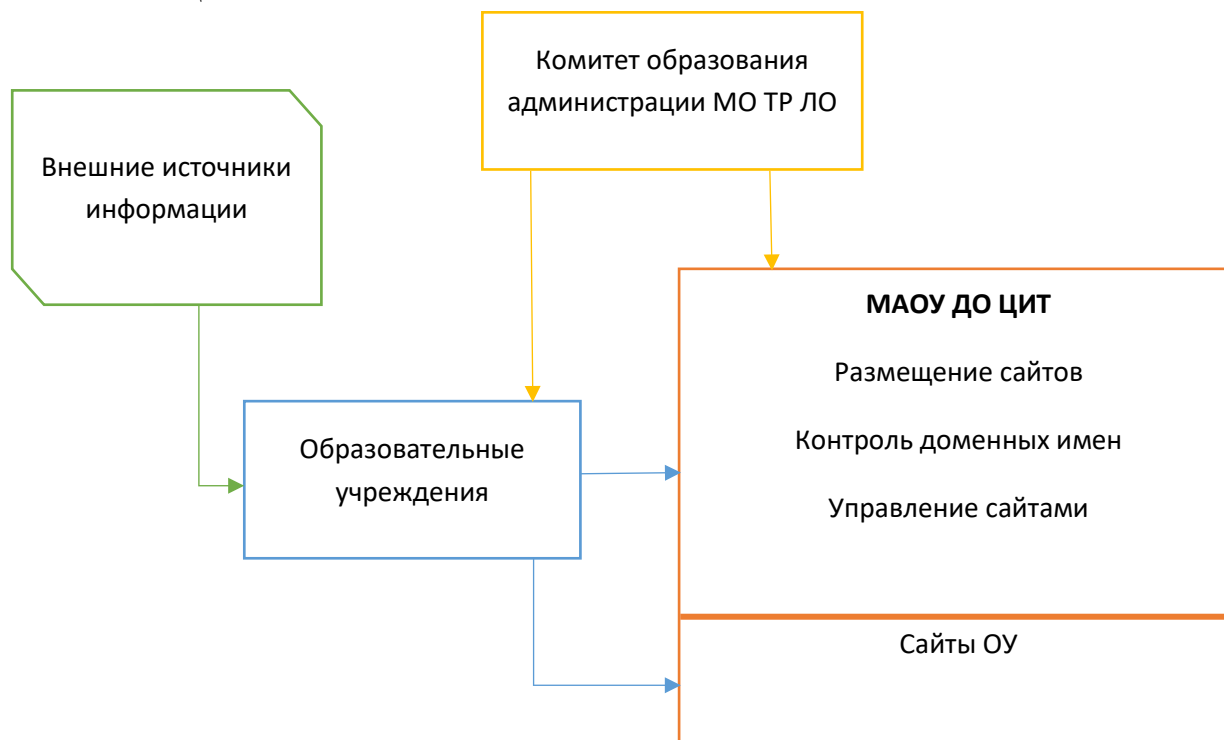 Комитет образования
администрации МО ТР ЛО
Внешние источники
информации
МАОУ ДО ЦИТ
Размещение сайтов
Контроль доменных имен
Управление сайтами
Образовательные
учреждения
Сайты ОУ